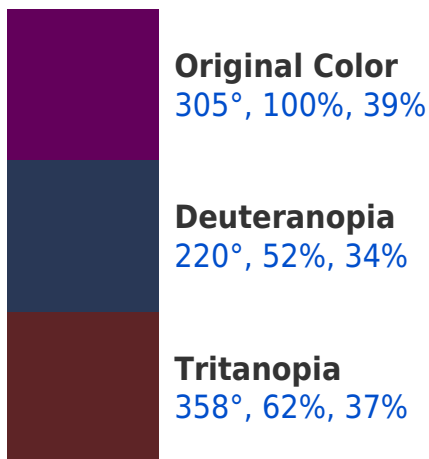 Original Color
305°, 100%, 39%
Deuteranopia
220°, 52%, 34%
Tritanopia
358°, 62%, 37%